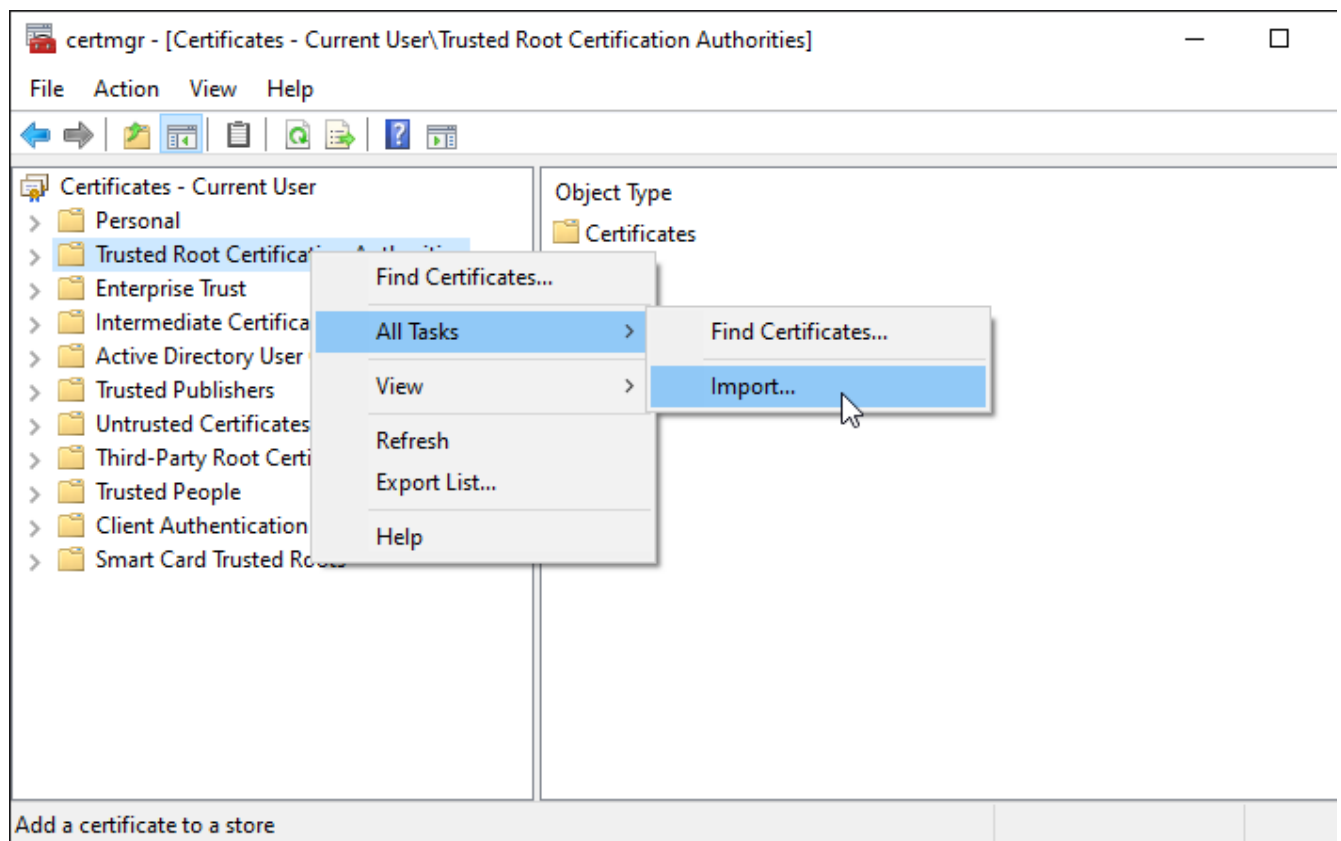 certmgr - [Certificates - Current User\Trusted Root Certification Authorities]
File Action View Help
Certificates - Current User
Personal
Trusted Root
Enterprise Trust
Intermediate
Active Directory User
Trusted Publishers
Untrusted Certificates
Third-Party Root
Trusted People
Client Authentication
Smart Card Trusted Roots
Object Type
Certificates
Find Certificates...
All Tasks
View
Refresh
Export List...
Help
Find Certificates...
Import...
Add a certificate to a store